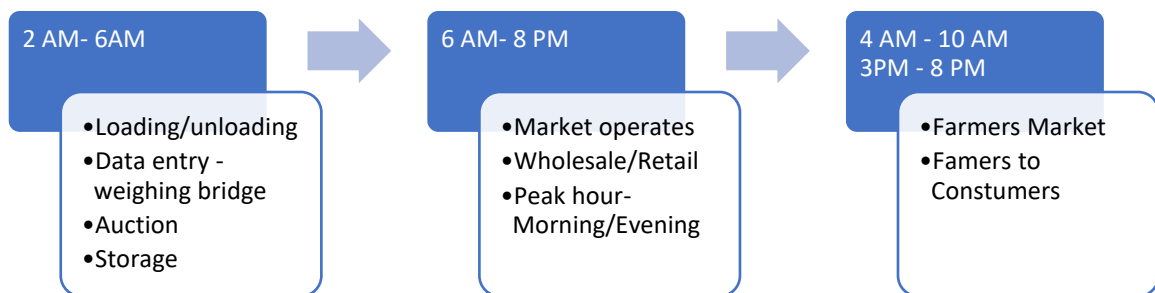 2 AM- 6AM
•Loading/unloading
•Data entry -
weighing bridge
•Auction
•Storage
6 AM- 8 PM
•Market operates
•Wholesale/Retail
•Peak hour-
Morning/Evening
4 AM - 10 AM
3PM - 8 PM
•Farmers Market
•Famers to
Constumers